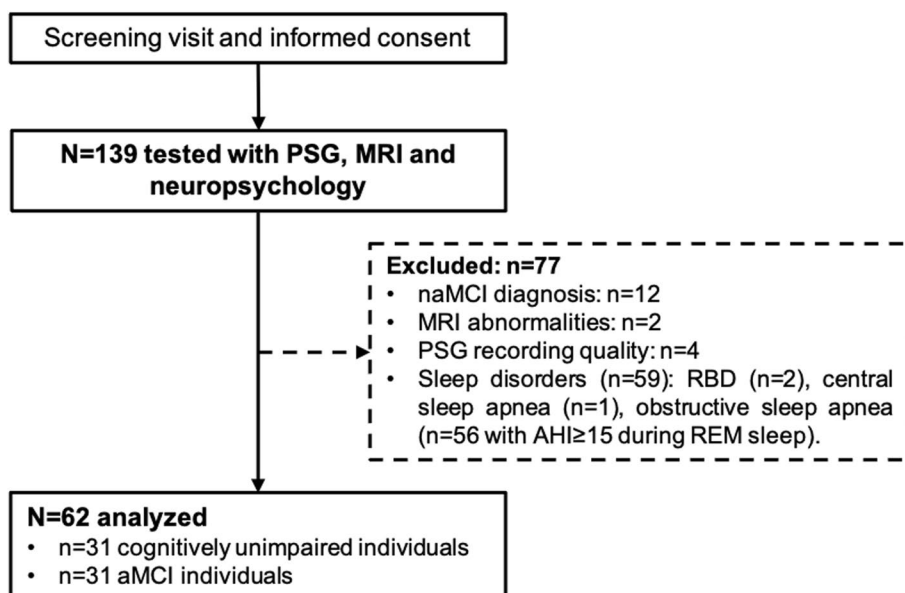 Screening visit and informed consent
N=139 tested with PSG, MRI and
neuropsychology
Excluded: n=77
• naMCI diagnosis: n=12
• MRI abnormalities: n=2
• PSG recording quality: n=4
• Sleep disorders (n=59): RBD (n=2), central
sleep apnea (n=1), obstructive sleep apnea
(n=56 with AHI≥15 during REM sleep).
N=62 analyzed
• n=31 cognitively unimpaired individuals
• n=31 aMCI individuals